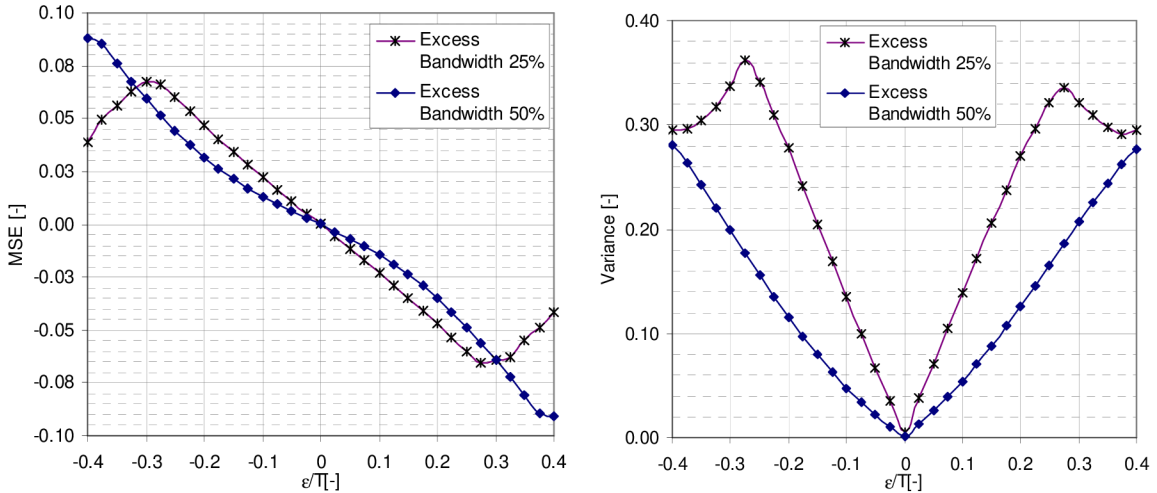 0.10
0.08
0.05
0.03
0.00
-0.03
-0.05
-0.08
-0.10
MSE [-]
-0.4 -0.3 -0.2 -0.1 0 0.1 0.2 0.3 0.4
ε/T[-]
Excess
Bandwidth 25%
Excess
Bandwidth 50%
0.40
0.30
0.20
0.10
0.00
Variance [-]
-0.4 -0.3 -0.2 -0.1 0 0.1 0.2 0.3 0.4
ε/T[-]
Excess
Bandwidth 25%
Excess
Bandwidth 50%